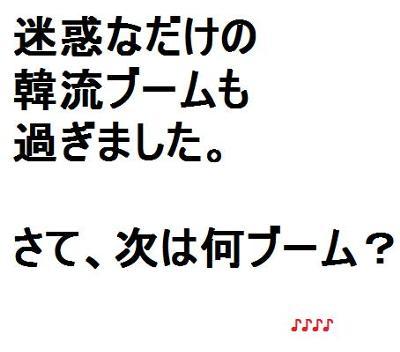 迷惑なだけの
韓流ブームも
過ぎました。
さて、次は何ブーム？
♪♪♪♪